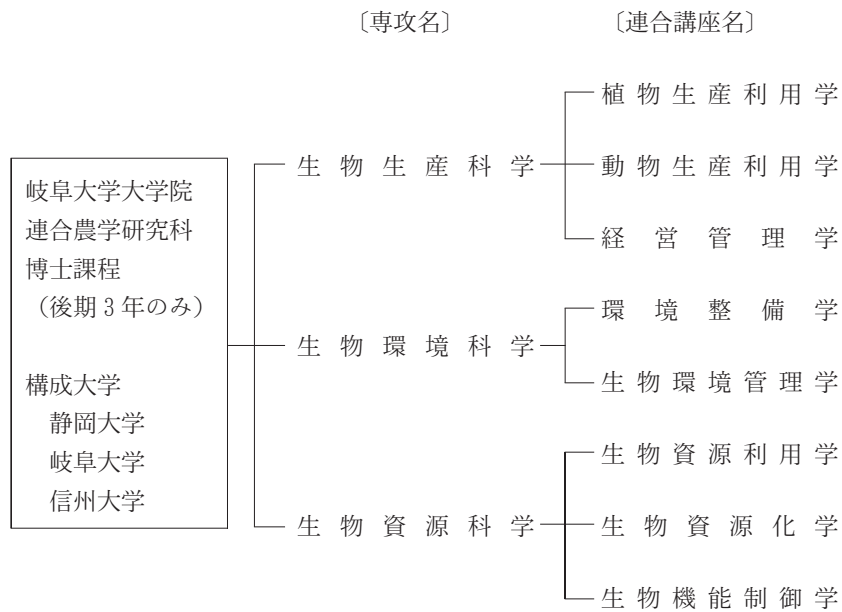 〔専攻名〕 〔連合講座名〕
岐阜大学大学院
連合農学研究科
博士課程
（後期３年のみ）
構成大学
静岡大学
岐阜大学
信州大学
生物生産科学
植物生産利用学
動物生産利用学
経営管理学
生物環境科学
環境整備学
生物環境管理学
生物資源科学
生物資源利用学
生物資源化学
生物機能制御学